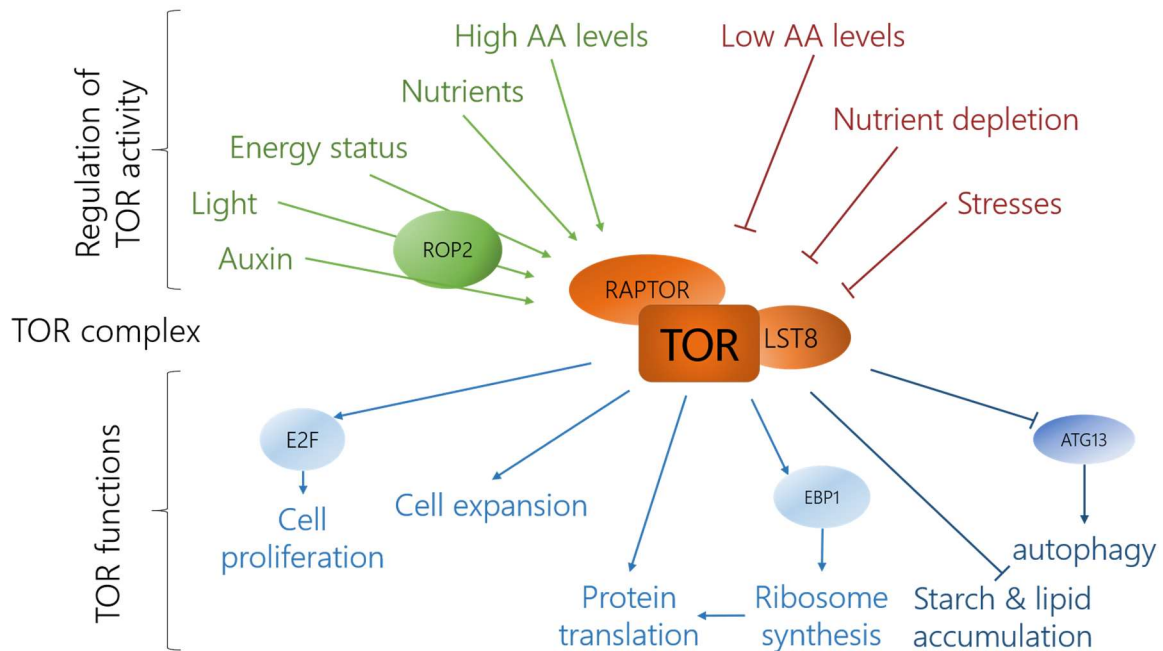 Regulation of
TOR activity
High AA levels
Low AA levels
Nutrients
Nutrient depletion
Energy status
Light
Stresses
ROP2
Auxin
RAPTOR
TOR complex
TOR
LST8
TOR functions
E2F
ATG13
Cell expansion
EBP1
Cell
proliferation
autophagy
Protein
translation
Ribosome
synthesis
Starch & lipid
accumulation